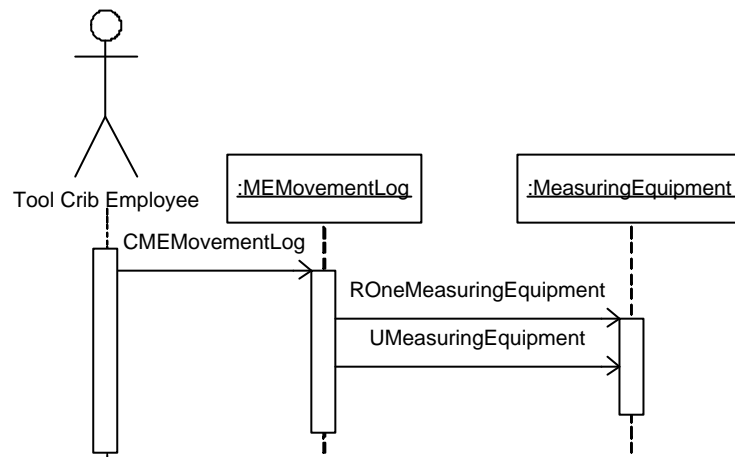 Tool Crib Employee
:MEMovementLog
:MeasuringEquipment
CMEMovementLog
ROneMeasuringEquipment
UMeasuringEquipment